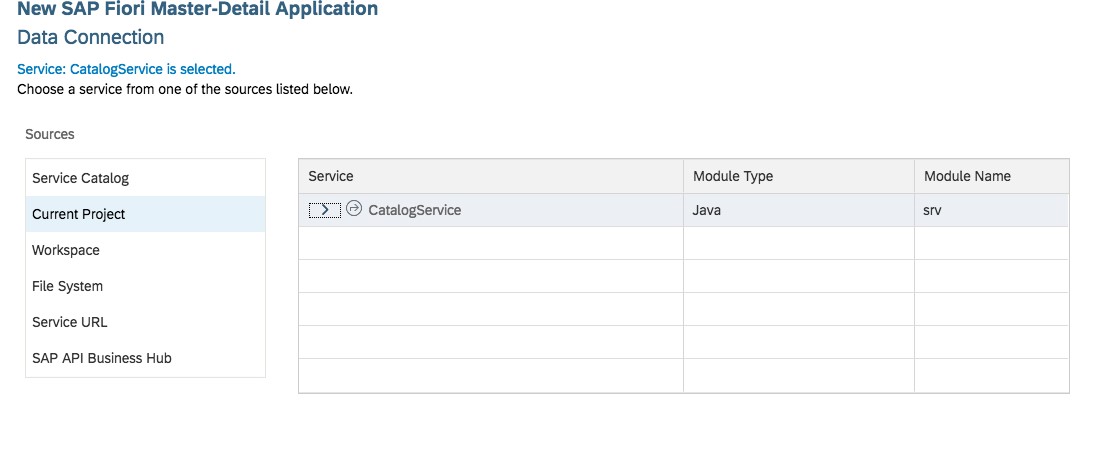 New SAP Fiori Master-Detail Application
Data Connection
Service: CatalogService is selected.
Choose a service from one of the sources listed below.
Sources
Service Catalog
Current Project
Workspace
File System
Service URL
SAP API Business Hub
Service Module Type Module Name
CatalogService Java srv